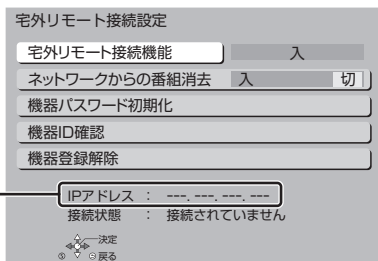 宅外リモート接続設定
宅外リモート接続機能 入
ネットワークからの番組消去 入 切
機器パスワード初期化
機器ID確認
機器登録解除
IPアドレス : ---. ---. ---. ---
接続状態 : 接続されていません
決定
戻る